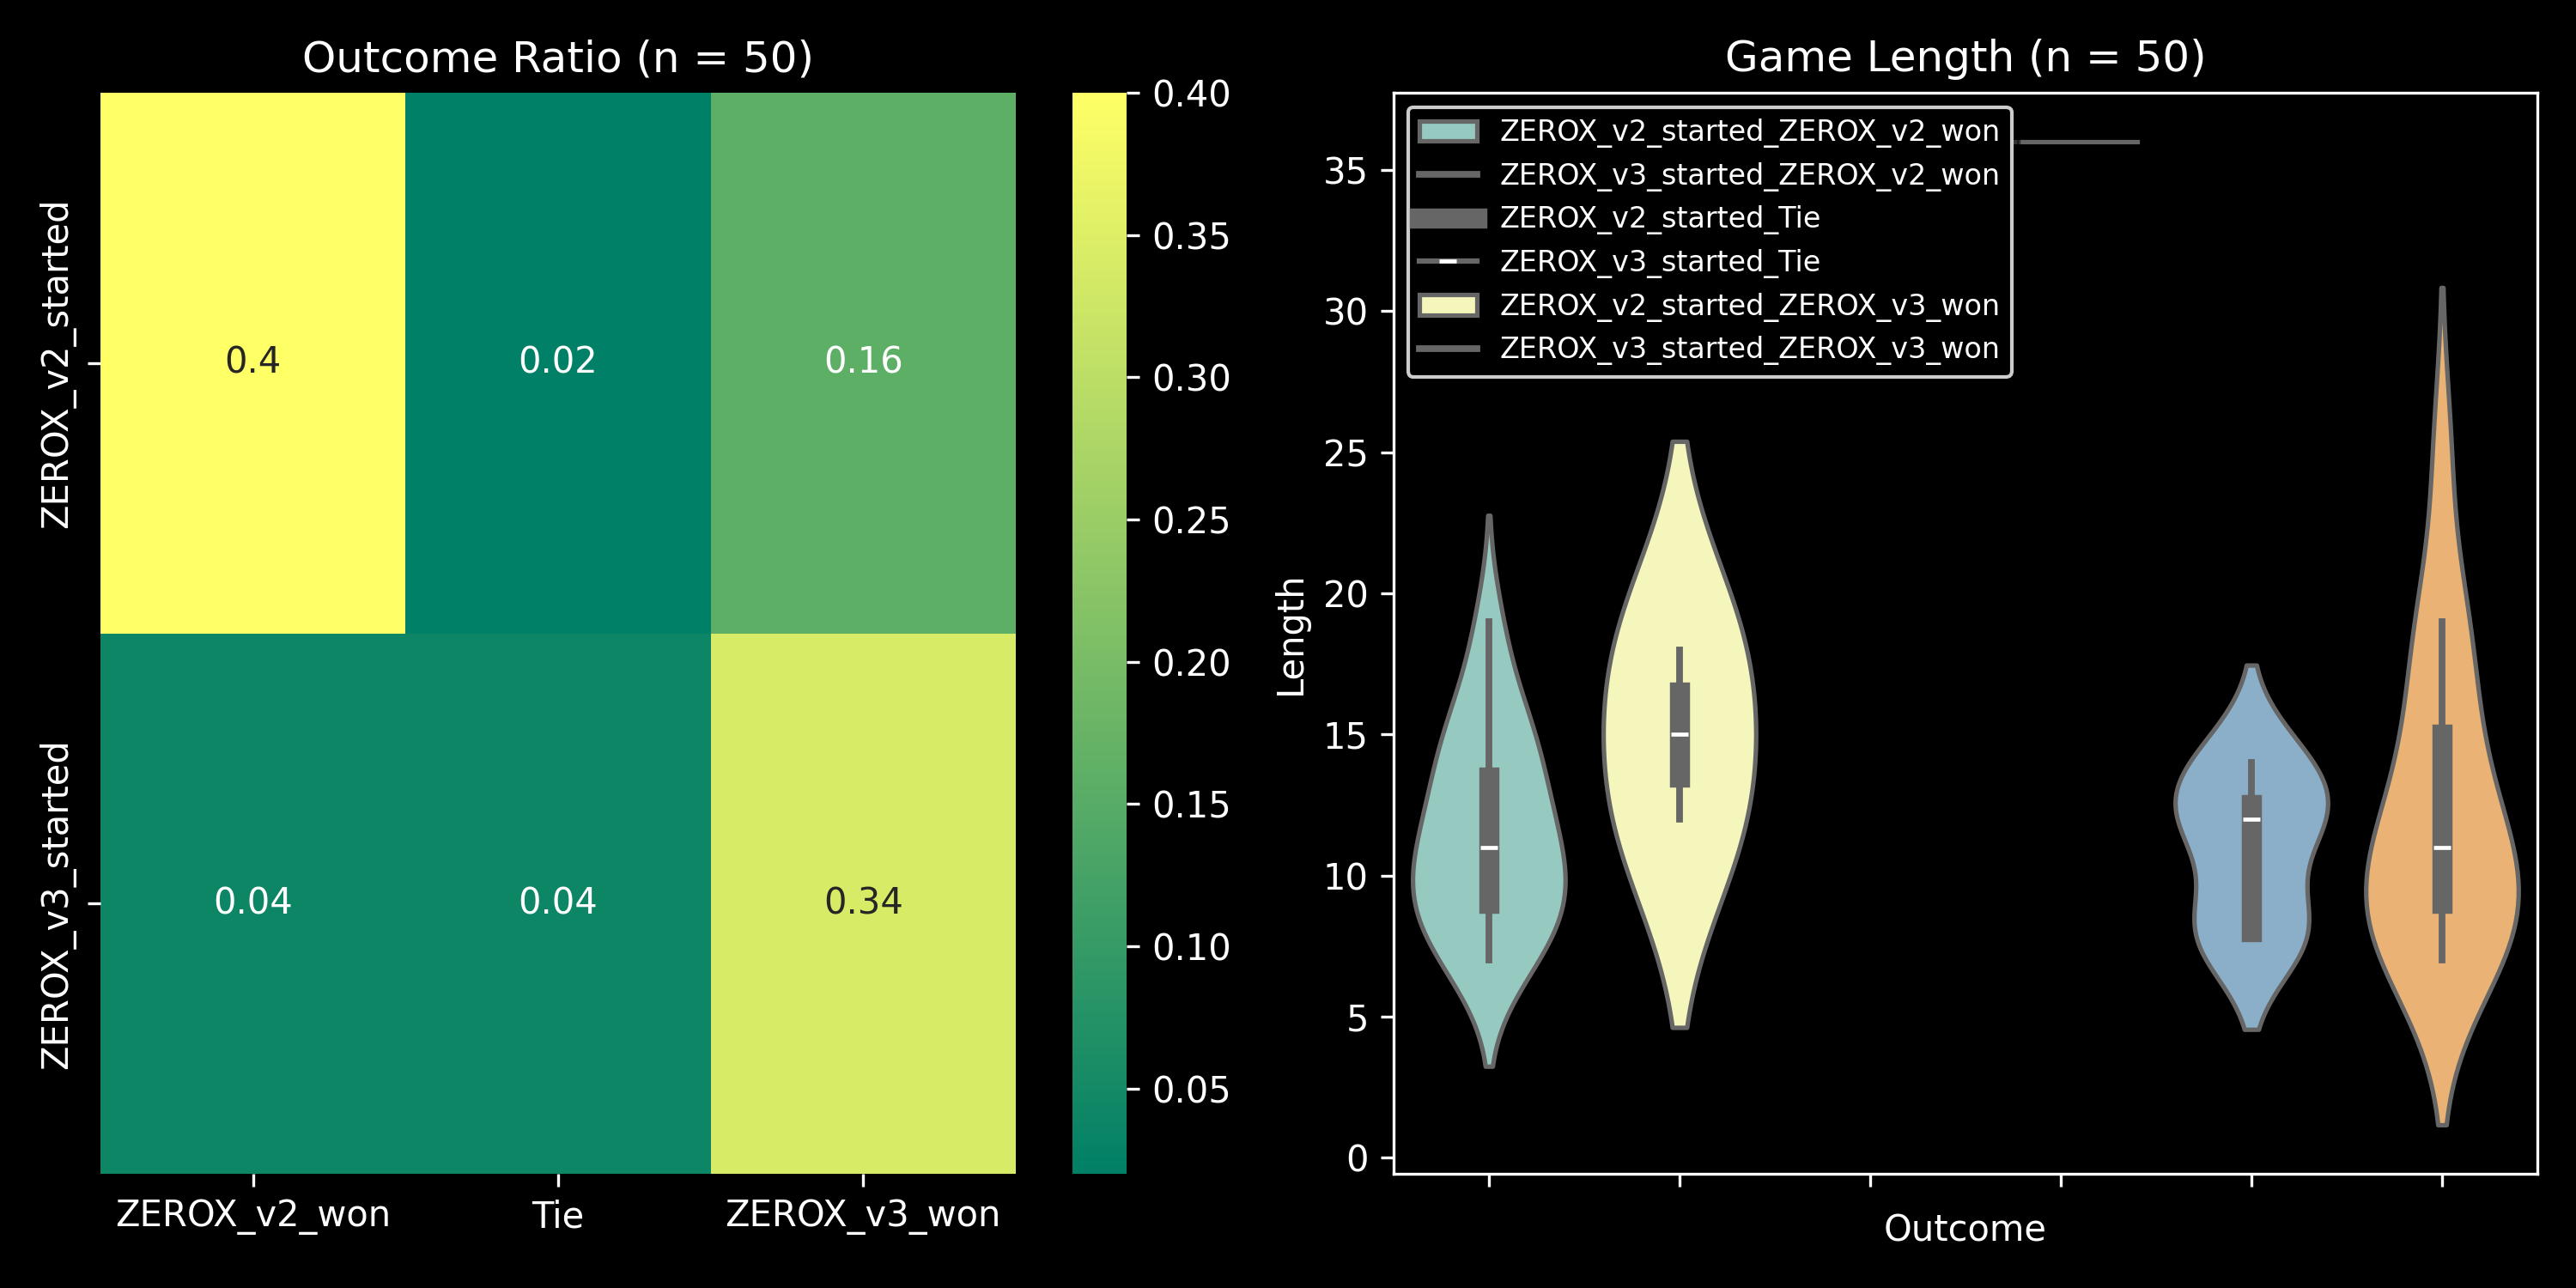 Outcome Ratio (n = 50)
ZEROX_v2_started
ZEROX_v3_started
0.4
0.02
0.16
0.04
0.04
0.34
ZEROX_v2_won
Tie
ZEROX_v3_won
0.40
0.35
0.30
0.25
0.20
0.15
0.10
0.05
Game Length (n = 50)
ZEROX_v2_started_ZEROX_v2_won
ZEROX_v3_started_ZEROX_v2_won
ZEROX_v2_started_Tie
ZEROX_v3_started_Tie
ZEROX_v2_started_ZEROX_v3_won
ZEROX_v3_started_ZEROX_v3_won
Length
35
30
25
20
15
10
5
0
Outcome